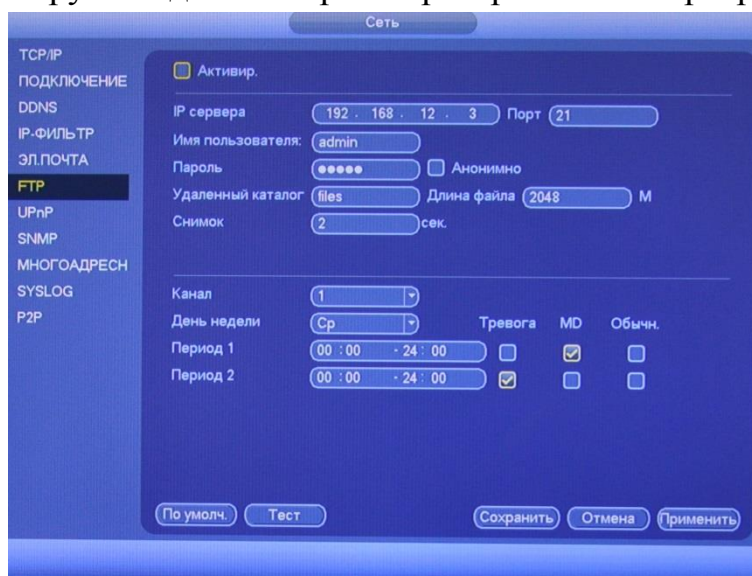 Сеть
TCP/IP
ПОДКЛЮЧЕНИЕ
DDNS
IP-ФИЛЬТР
ЭЛ.ПОЧТА
FTP
UPnP
SNMP
МНОГОАДРЕСН
SYSLOG
P2P
Активир.
IP сервера 192 . 168 . 12 . 3 Порт 21
Имя пользователя: admin
Пароль ●●●●● Анонимно
Удаленный каталог files Длина файла 2048 М
Снимок 2 сек.
Канал 1
День недели Ср Тревога MD Обычн.
Период 1 00 : 00 - 24 : 00
Период 2 00 : 00 - 24 : 00
По умолч. Тест Сохранить Отмена Применить